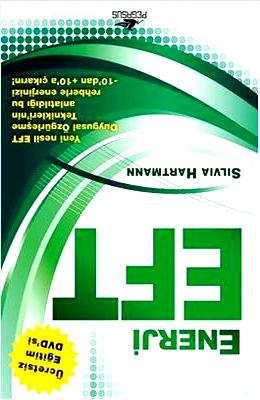 Ücretsiz
Eğitim
DVD'si
ENERJİ
EFT
SILVIA HARTMANN
Yeni nesil EFT
Duygusal Özgürleşme
Teknikleri'nin
anlatıldığı bu
rehberle enerjinizi
-10'dan +10'a çıkarın!
PEGASUS